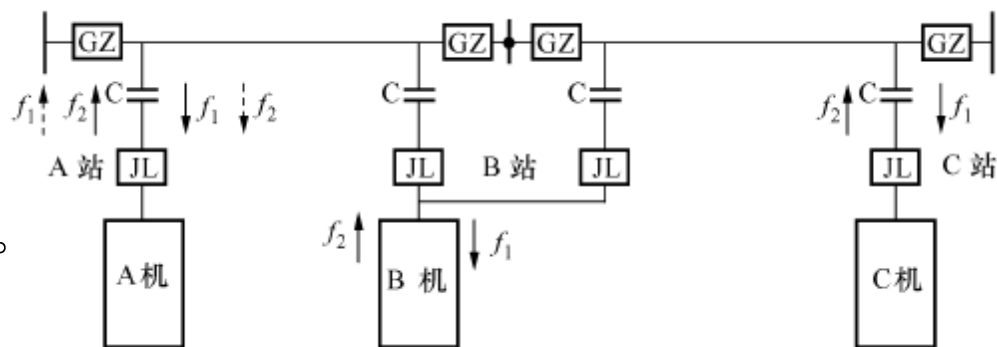 GZ GZ GZ GZ
f₁ f₂ C f₁ f₂ C C f₂ C f₁
A 站 JL JL B 站 JL JL C 站
f₂ f₁
A机 B 机 C机
。